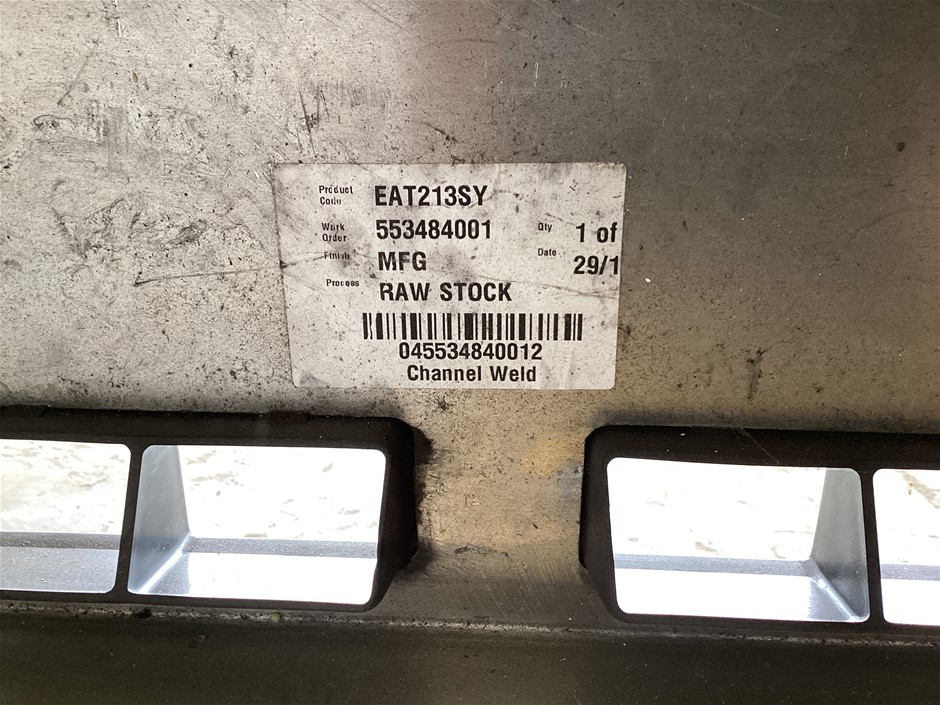 Product Code EAT213SY
Work Order 553484001 Qty 1 of
Finish MFG Date 29/1
Process RAW STOCK
045534840012
Channel Weld